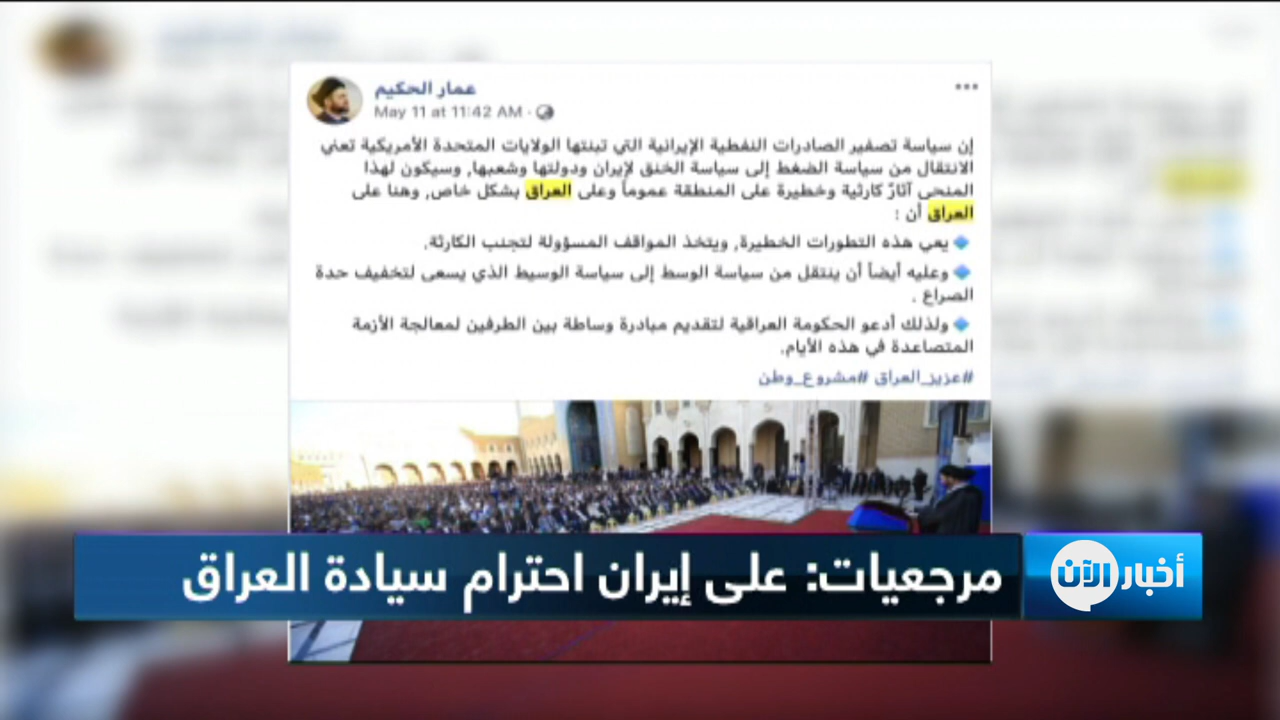 عمار الحكيم
May 11 at 11:42 AM ·
إن سياسة تصفير الصادرات النفطية الإيرانية التي تبنتها الولايات المتحدة الأمريكية تعني
الانتقال من سياسة الضغط إلى سياسة الخنق لإيران ودولتها وشعبها, وسيكون لهذا
المنحى آثارٌ كارثية وخطيرة على المنطقة عموماً وعلى العراق بشكل خاص, وهنا على
العراق أن :
يعي هذه التطورات الخطيرة, ويتخذ المواقف المسؤولة لتجنب الكارثة.
وعليه أيضاً أن ينتقل من سياسة الوسط إلى سياسة الوسيط الذي يسعى لتخفيف حدة
الصراع .
ولذلك أدعو الحكومة العراقية لتقديم مبادرة وساطة بين الطرفين لمعالجة الأزمة
المتصاعدة في هذه الأيام.
#عزيز_العراق #مشروع_وطن
مرجعيات: على إيران احترام سيادة العراق
أخبار الآن